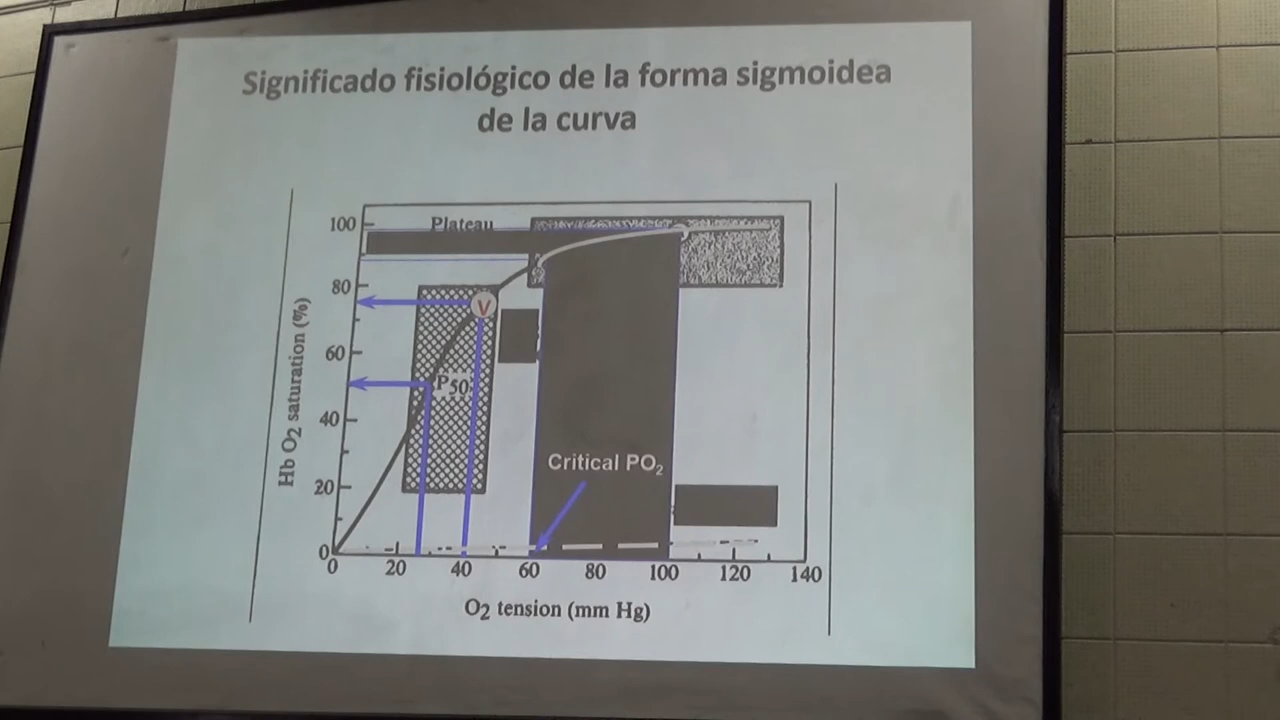 Significado fisiológico de la forma sigmoidea
de la curva
Plateau
100
80
60
40
20
0
Hb O2 saturation (%)
V
P50
Critical PO2
0 20 40 60 80 100 120 140
O2 tension (mm Hg)